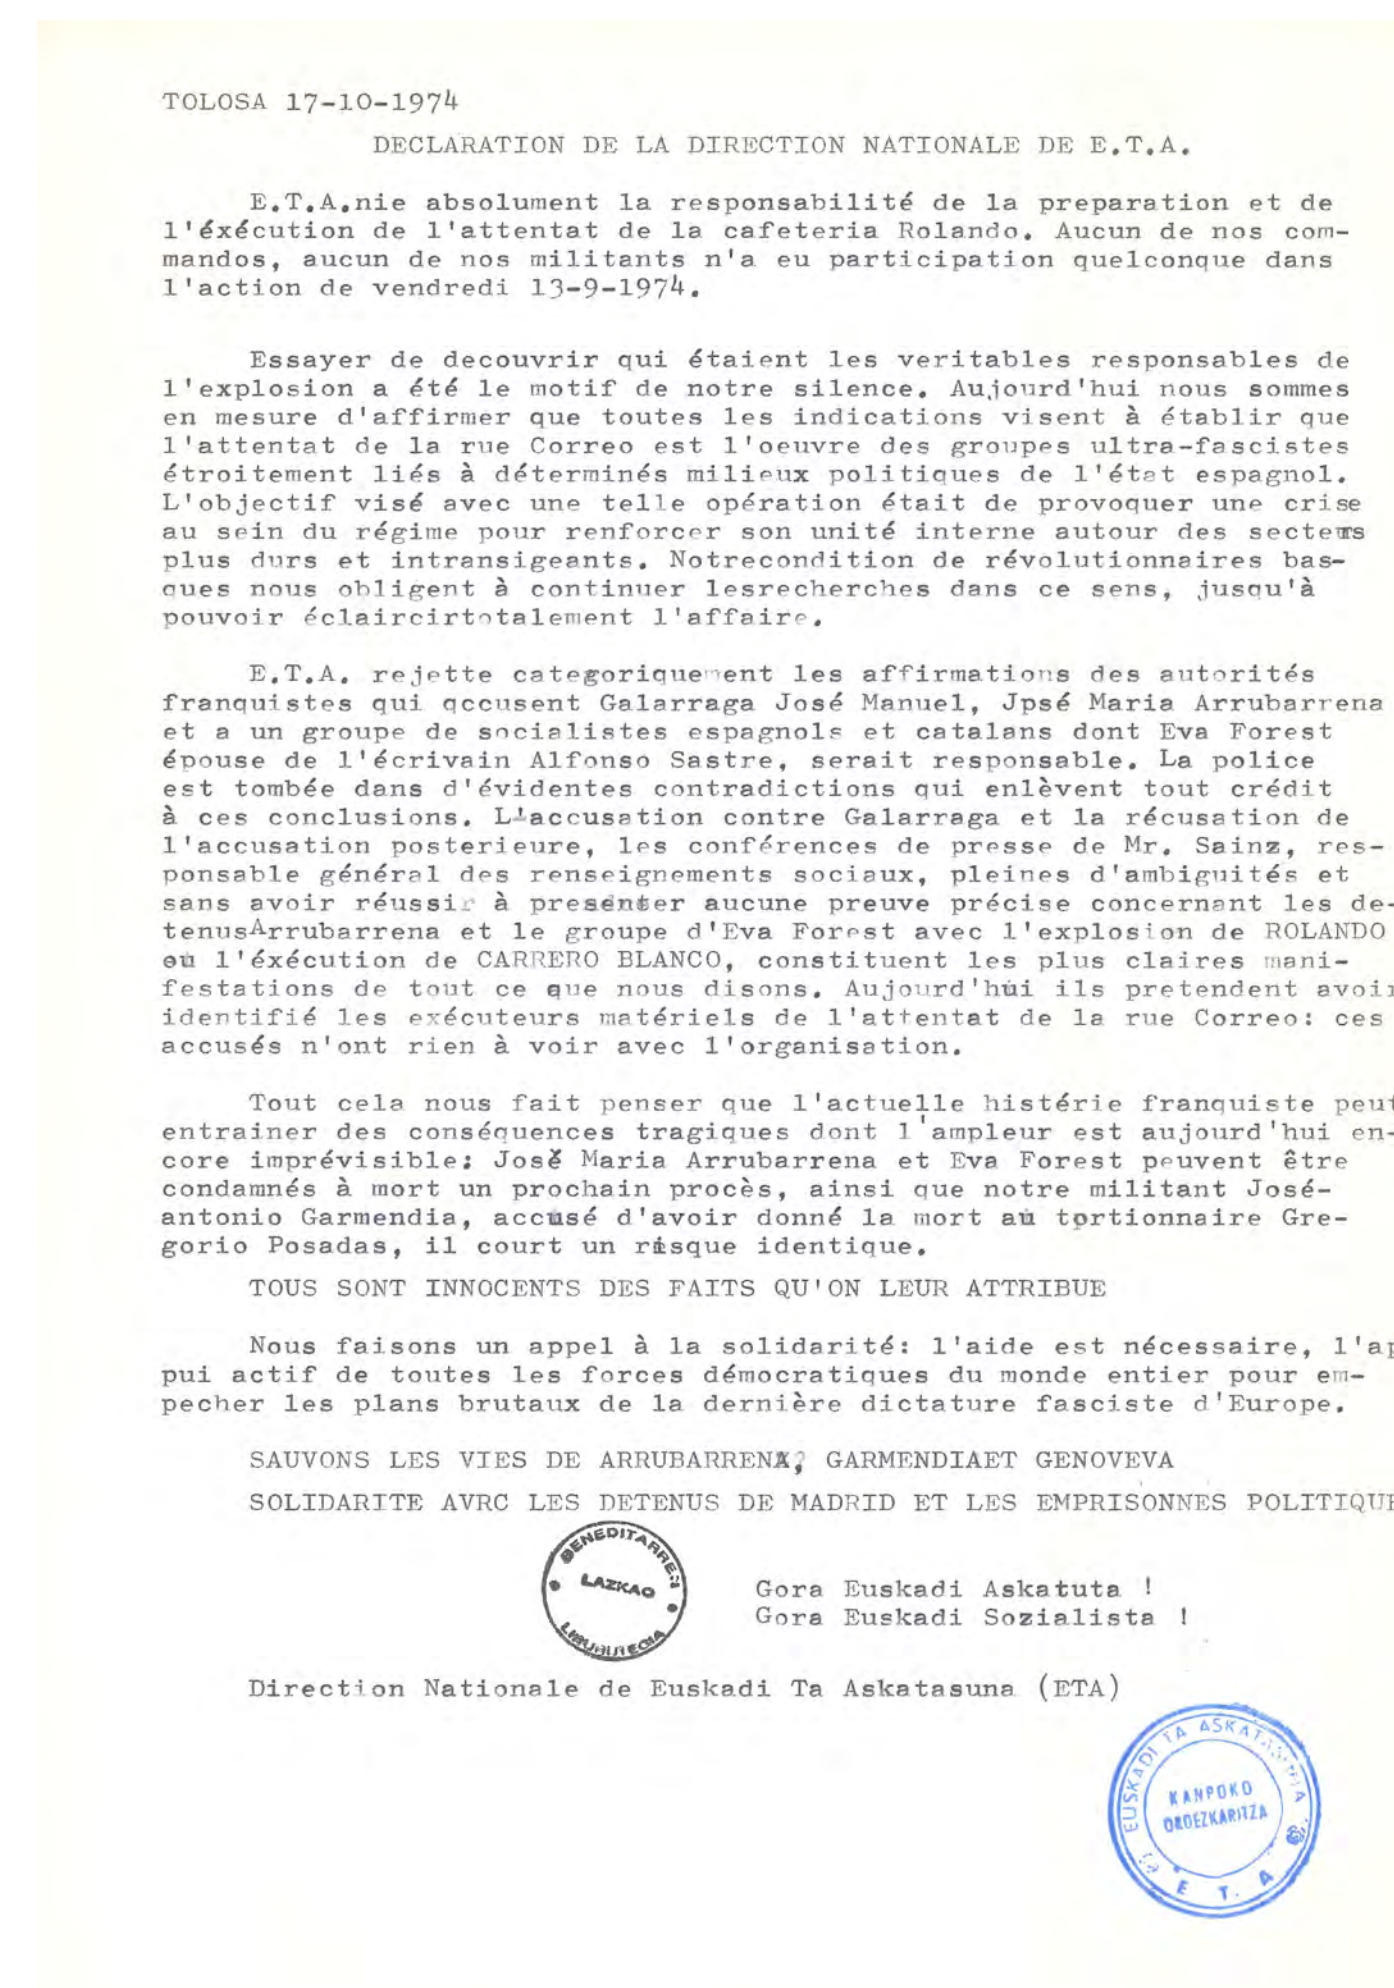 TOLOSA 17-10-1974
DECLARATION DE LA DIRECTION NATIONALE DE E.T.A.
E.T.A.nie absolument la responsabilité de la preparation et de
l'éxécution de l'attentat de la cafeteria Rolando. Aucun de nos com-
mandos, aucun de nos militants n'a eu participation quelconque dans
l'action de vendredi 13-9-1974.
Essayer de decouvrir qui étaient les veritables responsables de
l'explosion a été le motif de notre silence. Aujourd'hui nous sommes
en mesure d'affirmer que toutes les indications visent à établir que
l'attentat de la rue Correo est l'oeuvre des groupes ultra-fascistes
étroitement liés à déterminés milieux politiques de l'état espagnol.
L'objectif visé avec une telle opération était de provoquer une crise
au sein du régime pour renforcer son unité interne autour des secteurs
plus durs et intransigeants. Notrecondition de révolutionnaires bas-
ques nous obligent à continuer lesrecherches dans ce sens, jusqu'à
pouvoir éclaircirtotalement l'affaire.
E.T.A. rejette categoriquement les affirmations des autorités
franquistes qui qccusent Galarraga José Manuel, Jpsé Maria Arrubarrena
et a un groupe de socialistes espagnols et catalans dont Eva Forest
épouse de l'écrivain Alfonso Sastre, serait responsable. La police
est tombée dans d'évidentes contradictions qui enlèvent tout crédit
à ces conclusions. L'accusation contre Galarraga et la récusation de
l'accusation posterieure, les conférences de presse de Mr. Sainz, res-
ponsable général des renseignements sociaux, pleines d'ambiguités et
sans avoir réussir à presenter aucune preuve précise concernant les de-
tenusArrubarrena et le groupe d'Eva Forest avec l'explosion de ROLANDO
ou l'éxécution de CARRERO BLANCO, constituent les plus claires mani-
festations de tout ce que nous disons. Aujourd'hui ils pretendent avoir
identifié les exécuteurs matériels de l'attentat de la rue Correo: ces
accusés n'ont rien à voir avec l'organisation.
Tout cela nous fait penser que l'actuelle histérie franquiste peut
entrainer des conséquences tragiques dont l'ampleur est aujourd'hui en-
core imprévisible: José Maria Arrubarrena et Eva Forest peuvent être
condamnés à mort un prochain procès, ainsi que notre militant José-
antonio Garmendia, accusé d'avoir donné la mort au tortionnaire Gre-
gorio Posadas, il court un risque identique.
TOUS SONT INNOCENTS DES FAITS QU'ON LEUR ATTRIBUE
Nous faisons un appel à la solidarité: l'aide est nécessaire, l'ap
pui actif de toutes les forces démocratiques du monde entier pour em-
pecher les plans brutaux de la dernière dictature fasciste d'Europe.
SAUVONS LES VIES DE ARRUBARRENA, GARMENDIAET GENOVEVA
SOLIDARITE AVRC LES DETENUS DE MADRID ET LES EMPRISONNES POLITIQUE
BENEDITARREN
LAZKAO
LIBURUTEGIA
Gora Euskadi Askatuta !
Gora Euskadi Sozialista !
Direction Nationale de Euskadi Ta Askatasuna (ETA)
EUSKADI TA ASKATASUNA
KANPOKO
ORDEZKARITZA
E T. A